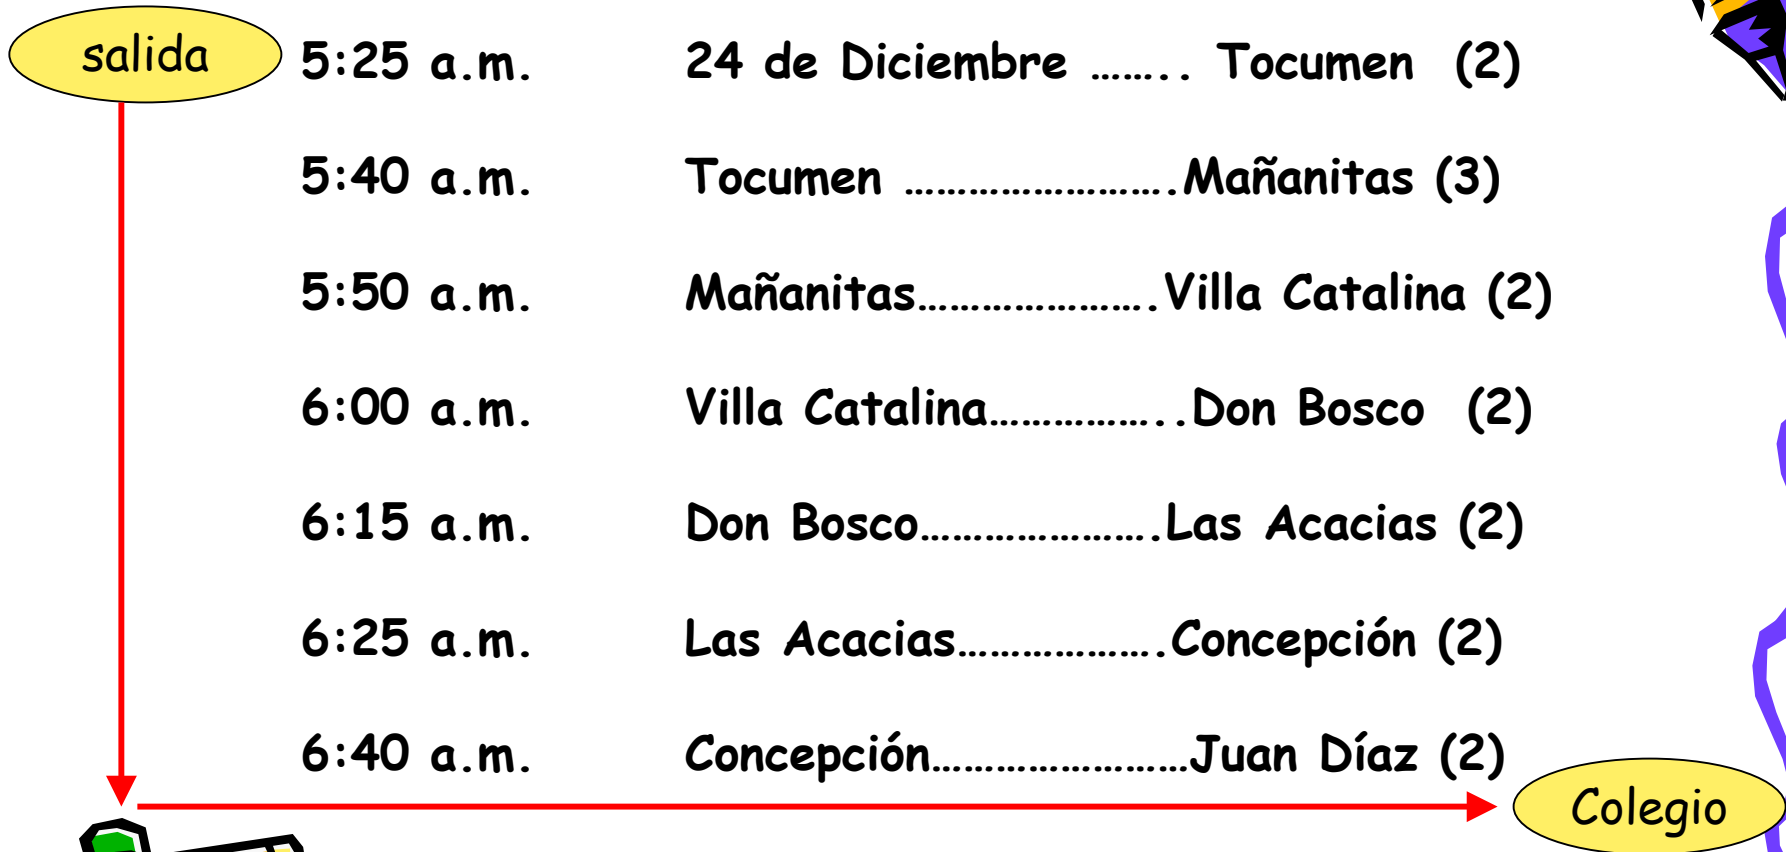 salida
5:25 a.m. 24 de Diciembre …….. Tocumen (2)
5:40 a.m. Tocumen …………………….Mañanitas (3)
5:50 a.m. Mañanitas………………….Villa Catalina (2)
6:00 a.m. Villa Catalina……………..Don Bosco (2)
6:15 a.m. Don Bosco………………….Las Acacias (2)
6:25 a.m. Las Acacias……………….Concepción (2)
6:40 a.m. Concepción……………………Juan Díaz (2)
Colegio